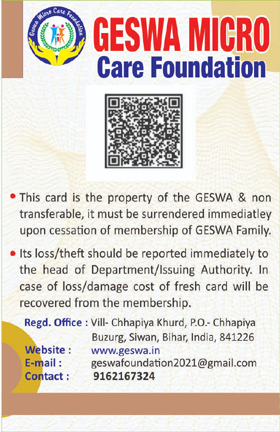 Geswa Micro Care Foundation
GESWA MICRO
Care Foundation
• This card is the property of the GESWA & non
transferable, it must be surrendered immediatley
upon cessation of membership of GESWA Family.
• Its loss/theft should be reported immediately to
the head of Department/Issuing Authority. In
case of loss/damage cost of fresh card will be
recovered from the membership.
Regd. Office : Vill- Chhapiya Khurd, P.O.- Chhapiya
Buzurg, Siwan, Bihar, India, 841226
Website : www.geswa.in
E-mail : geswafoundation2021@gmail.com
Contact : 9162167324